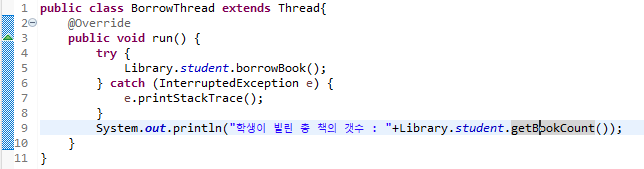 1 public class BorrowThread extends Thread{
2     @Override
3     public void run() {
4         try {
5             Library.student.borrowBook();
6         } catch (InterruptedException e) {
7             e.printStackTrace();
8         }
9         System.out.println("학생이 빌린 총 책의 갯수 : "+Library.student.getBookCount());
10     }
11 }